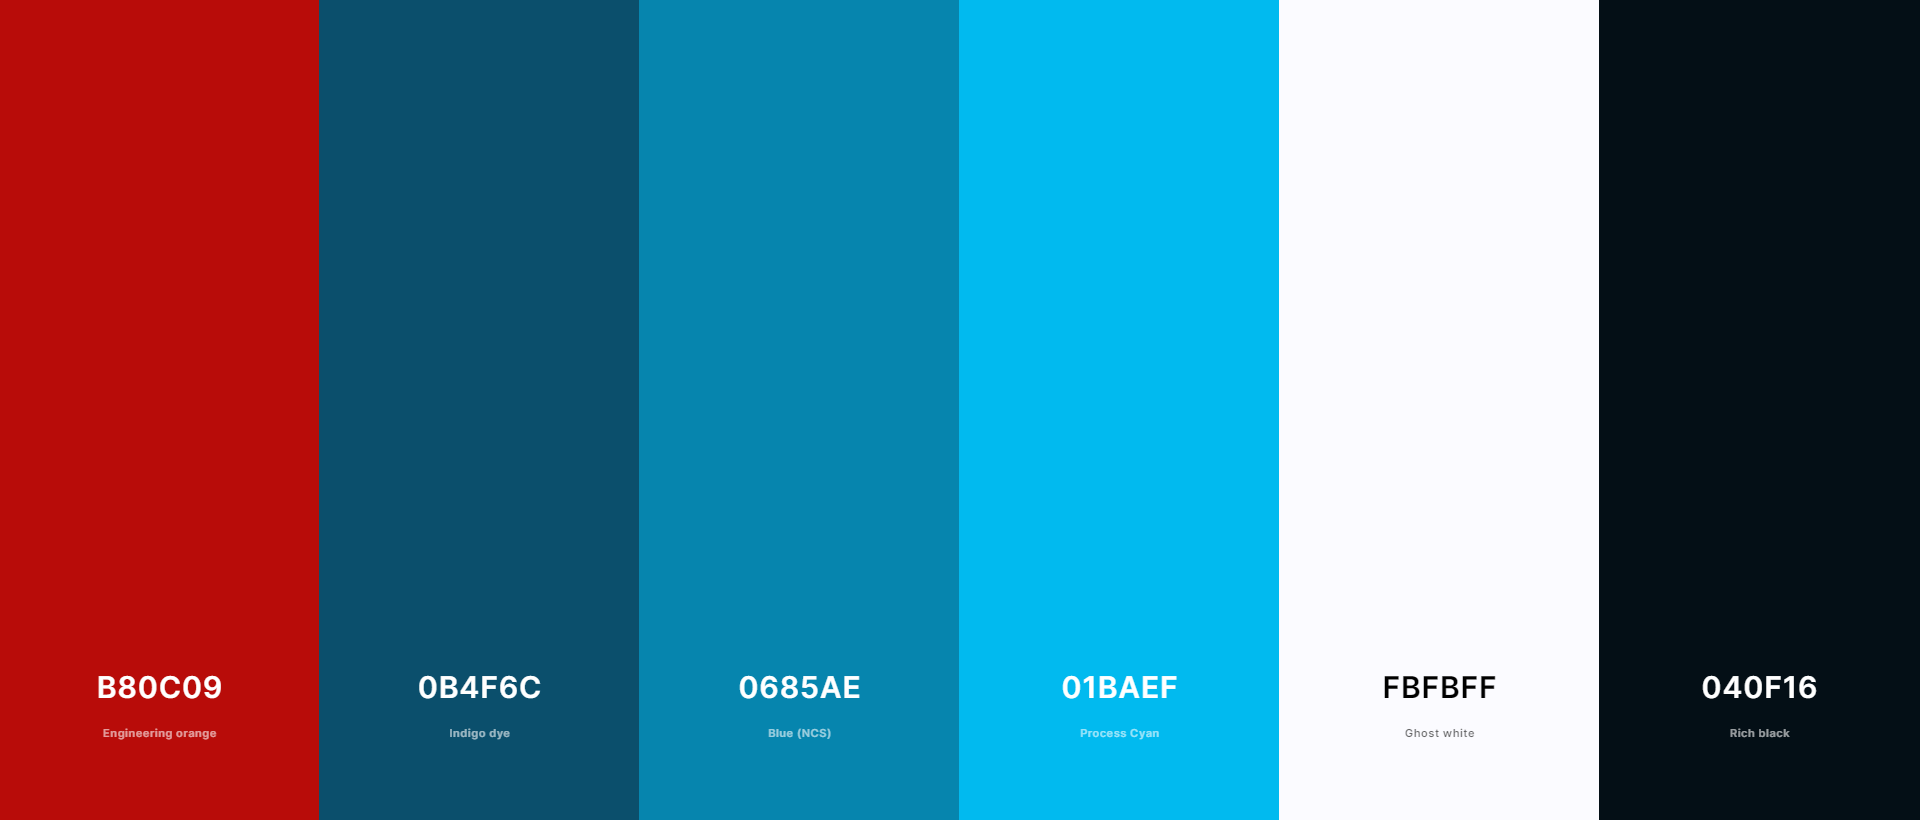 B80C09
Engineering orange
0B4F6C
Indigo dye
0685AE
Blue (NCS)
01BAEF
Process Cyan
FBFBFF
Ghost white
040F16
Rich black